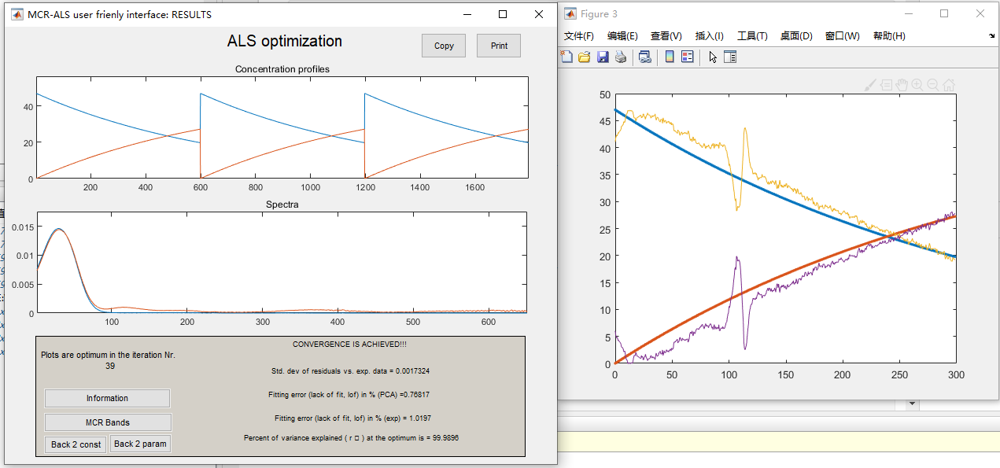 MCR-ALS user frienly interface: RESULTS
ALS optimization
Copy
Print
Concentration profiles
40
20
0
200
400
600
800
1000
1200
1400
1600
Spectra
0.015
0.01
0.005
0
100
200
300
400
500
600
CONVERGENCE IS ACHIEVED!!!
Plots are optimum in the iteration Nr.
39
Std. dev of residuals vs. exp. data = 0.0017324
Fitting error (lack of fit, lof) in % (PCA) =0.76817
Fitting error (lack of fit, lof) in % (exp) = 1.0197
Percent of variance explained ( r □ ) at the optimum is = 99.9896
Information
MCR Bands
Back 2 const
Back 2 param
Figure 3
文件(F) 编辑(E) 查看(V) 插入(I) 工具(T) 桌面(D) 窗口(W) 帮助(H)
50
45
40
35
30
25
20
15
10
5
0
0
50
100
150
200
250
300